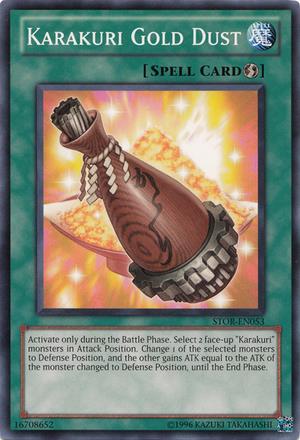 KARAKURI GOLD DUST
魔
[SPELL CARD]
STOR-EN053
Activate only during the Battle Phase. Select 2 face-up "Karakuri"
monsters in Attack Position. Change 1 of the selected monsters
to Defense Position, and the other gains ATK equal to the ATK of
the monster changed to Defense Position, until the End Phase.
16708652
©1996 KAZUKI TAKAHASHI